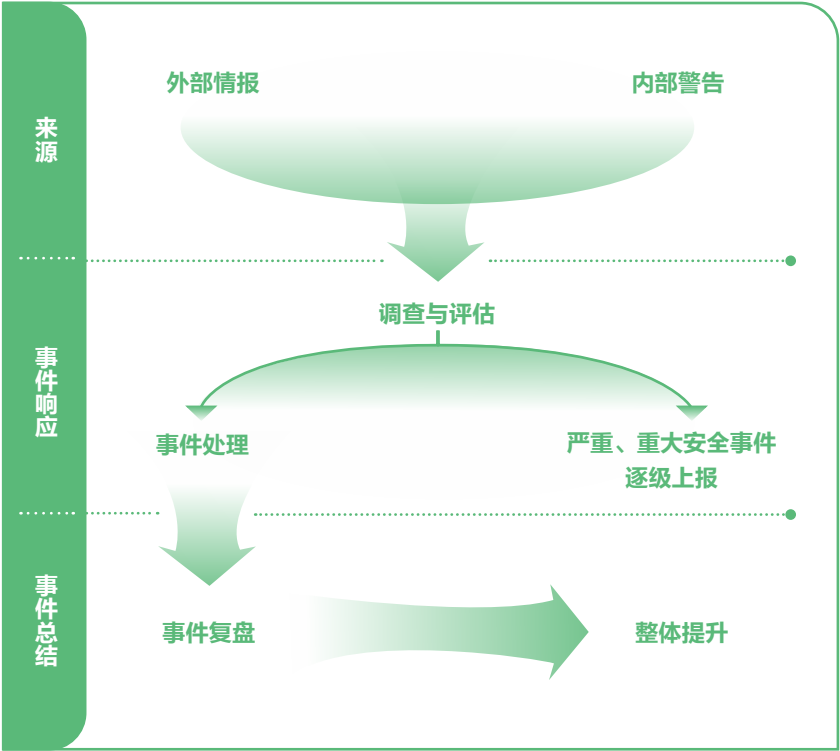 来源
外部情报
内部警告
事件响应
调查与评估
事件处理
严重、重大安全事件
逐级上报
事件总结
事件复盘
整体提升